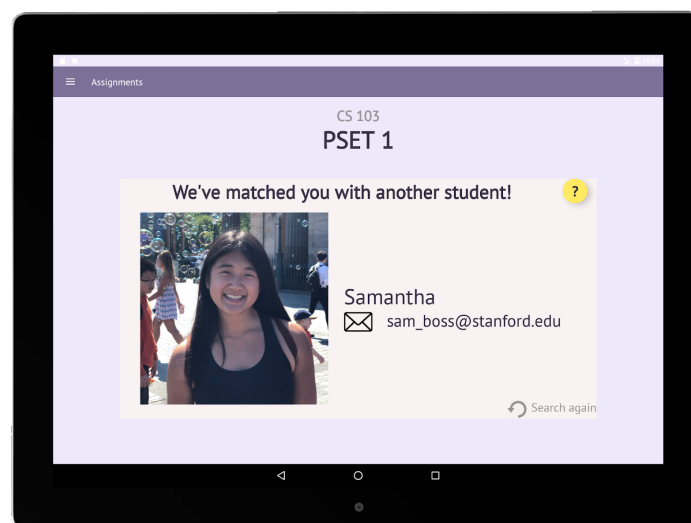 Assignments
CS 103
PSET 1
We've matched you with another student!
?
Samantha
sam_boss@stanford.edu
Search again